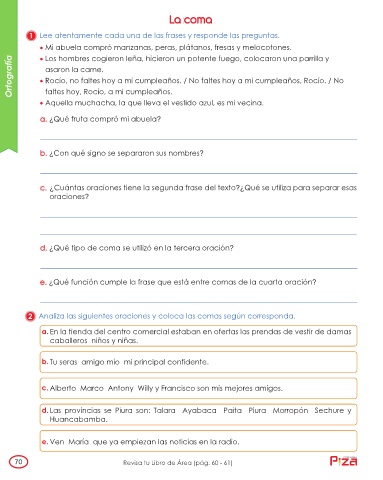 La coma
Ortografía
1 Lee atentamente cada una de las frases y responde las preguntas.
• Mi abuela compró manzanas, peras, plátanos, fresas y melocotones.
• Los hombres cogieron leña, hicieron un potente fuego, colocaron una parrilla y
asaron la carne.
• Rocío, no faltes hoy a mi cumpleaños. / No faltes hoy a mi cumpleaños, Rocío. / No
faltes hoy, Rocío, a mi cumpleaños.
• Aquella muchacha, la que lleva el vestido azul, es mi vecina.
a. ¿Qué fruta compró mi abuela?
b. ¿Con qué signo se separaron sus nombres?
c. ¿Cuántas oraciones tiene la segunda frase del texto?¿Qué se utiliza para separar esas
oraciones?
d. ¿Qué tipo de coma se utilizó en la tercera oración?
e. ¿Qué función cumple la frase que está entre comas de la cuarta oración?
2 Analiza las siguientes oraciones y coloca las comas según corresponda.
a. En la tienda del centro comercial estaban en ofertas las prendas de vestir de damas
caballeros niños y niñas.
b. Tu seras amigo mío mi principal confidente.
c. Alberto Marco Antony Willy y Francisco son mis mejores amigos.
d. Las provincias se Piura son: Talara Ayabaca Paita Piura Morropón Sechure y
Huancabamba.
e. Ven María que ya empiezan las noticias en la radio.
70
Revisa tu Libro de Área (pág. 60 - 61)